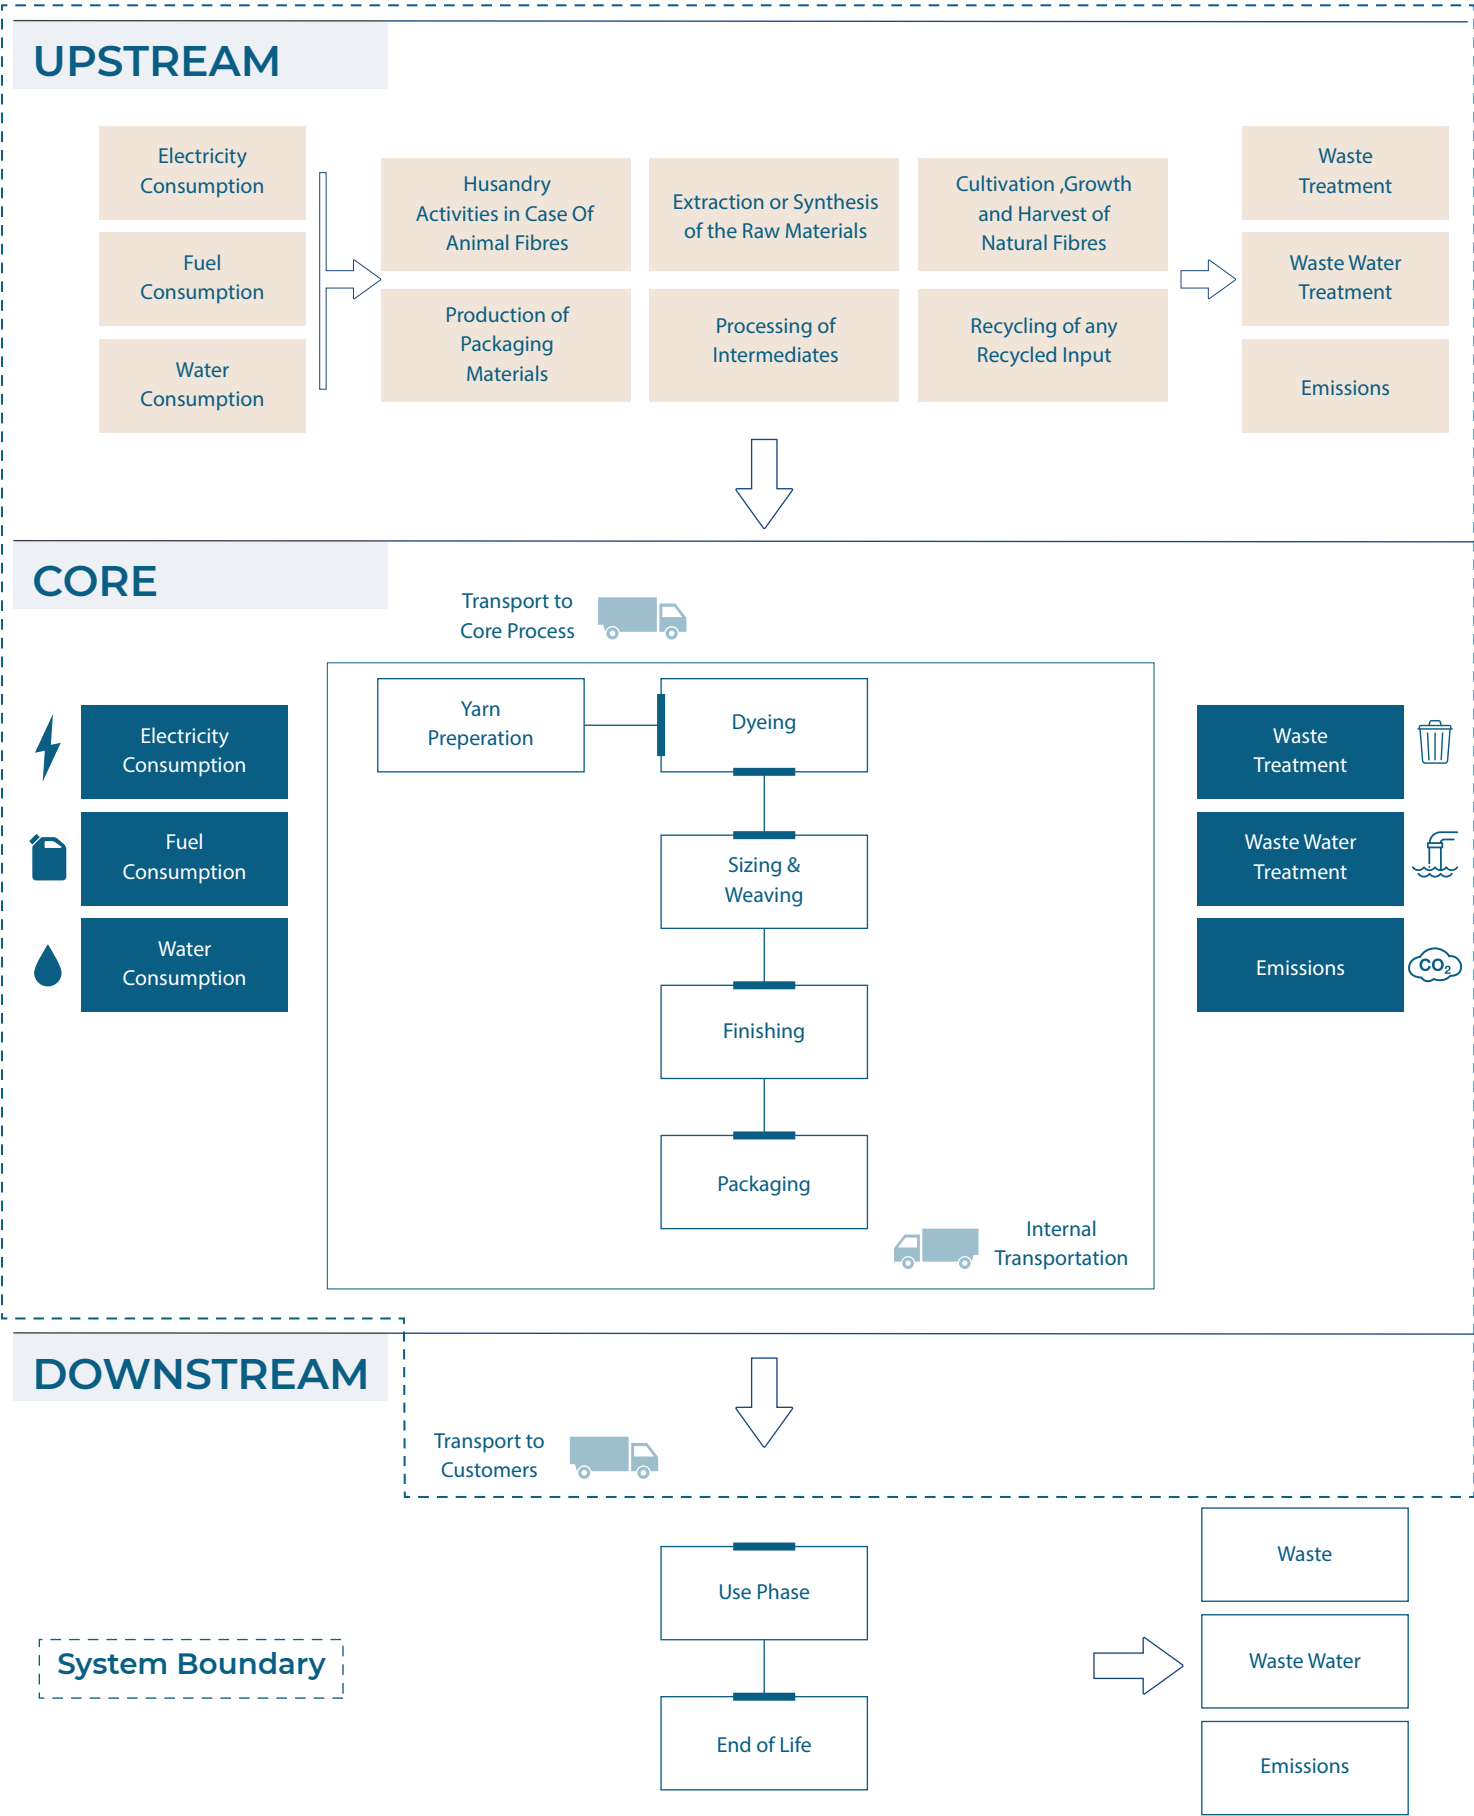 UPSTREAM
Electricity
Consumption
Fuel
Consumption
Water
Consumption
Husandry
Activities in Case Of
Animal Fibres
Extraction or Synthesis
of the Raw Materials
Cultivation ,Growth
and Harvest of
Natural Fibres
Production of
Packaging
Materials
Processing of
Intermediates
Recycling of any
Recycled Input
Waste
Treatment
Waste Water
Treatment
Emissions
CORE
Transport to
Core Process
Electricity
Consumption
Fuel
Consumption
Water
Consumption
Yarn
Preperation
Dyeing
Sizing &
Weaving
Finishing
Packaging
Internal
Transportation
Waste
Treatment
Waste Water
Treatment
Emissions
CO₂
DOWNSTREAM
Transport to
Customers
Use Phase
End of Life
Waste
Waste Water
Emissions
System Boundary